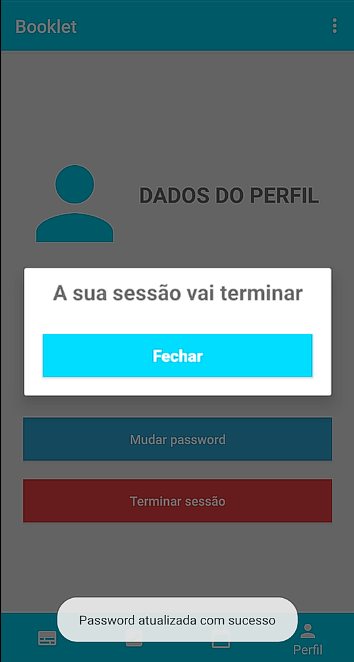 Booklet
DADOS DO PERFIL
A sua sessão vai terminar
Fechar
Mudar password
Terminar sessão
Password atualizada com sucesso
Perfil